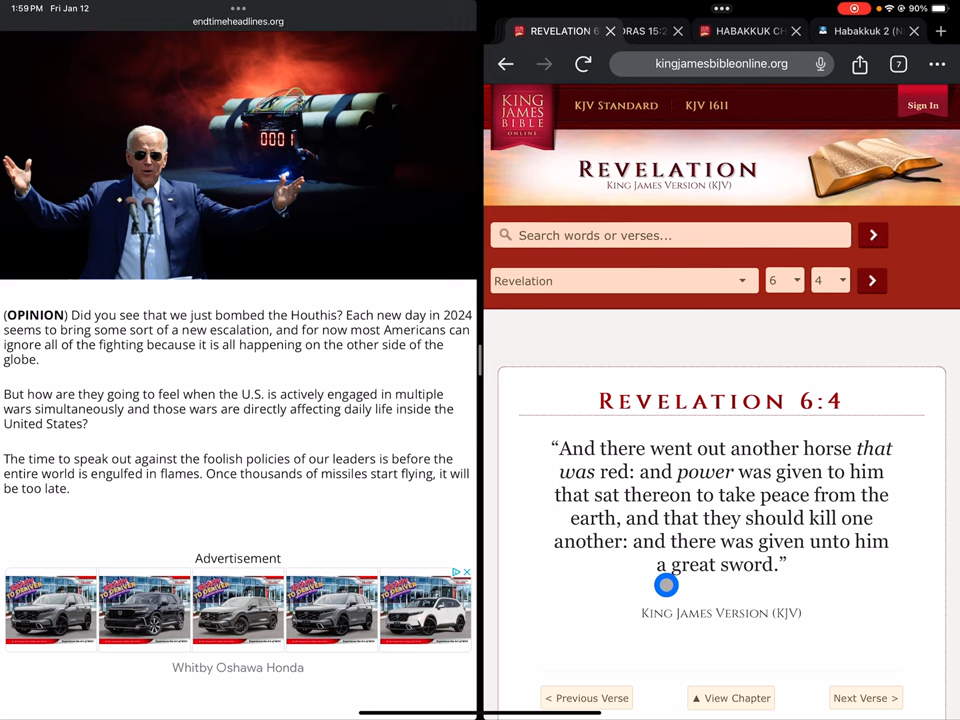 1:59 PM Fri Jan 12
endtimeheadlines.org
0001
(OPINION) Did you see that we just bombed the Houthis? Each new day in 2024
seems to bring some sort of a new escalation, and for now most Americans can
ignore all of the fighting because it is all happening on the other side of the
globe.
But how are they going to feel when the U.S. is actively engaged in multiple
wars simultaneously and those wars are directly affecting daily life inside the
United States?
The time to speak out against the foolish policies of our leaders is before the
entire world is engulfed in flames. Once thousands of missiles start flying, it will
be too late.
Advertisement
Whitby Oshawa Honda
90%
REVELATION 6
DRAS 15:2
HABAKKUK CH
Habakkuk 2 (N
kingjamesbibleonline.org
7
KING
JAMES
BIBLE
ONLINE
KJV STANDARD
KJV 1611
Sign In
REVELATION
KING JAMES VERSION (KJV)
Search words or verses...
Revelation
6
4
REVELATION 6:4
“And there went out another horse that
was red: and power was given to him
that sat thereon to take peace from the
earth, and that they should kill one
another: and there was given unto him
a great sword.”
KING JAMES VERSION (KJV)
< Previous Verse
▲ View Chapter
Next Verse >